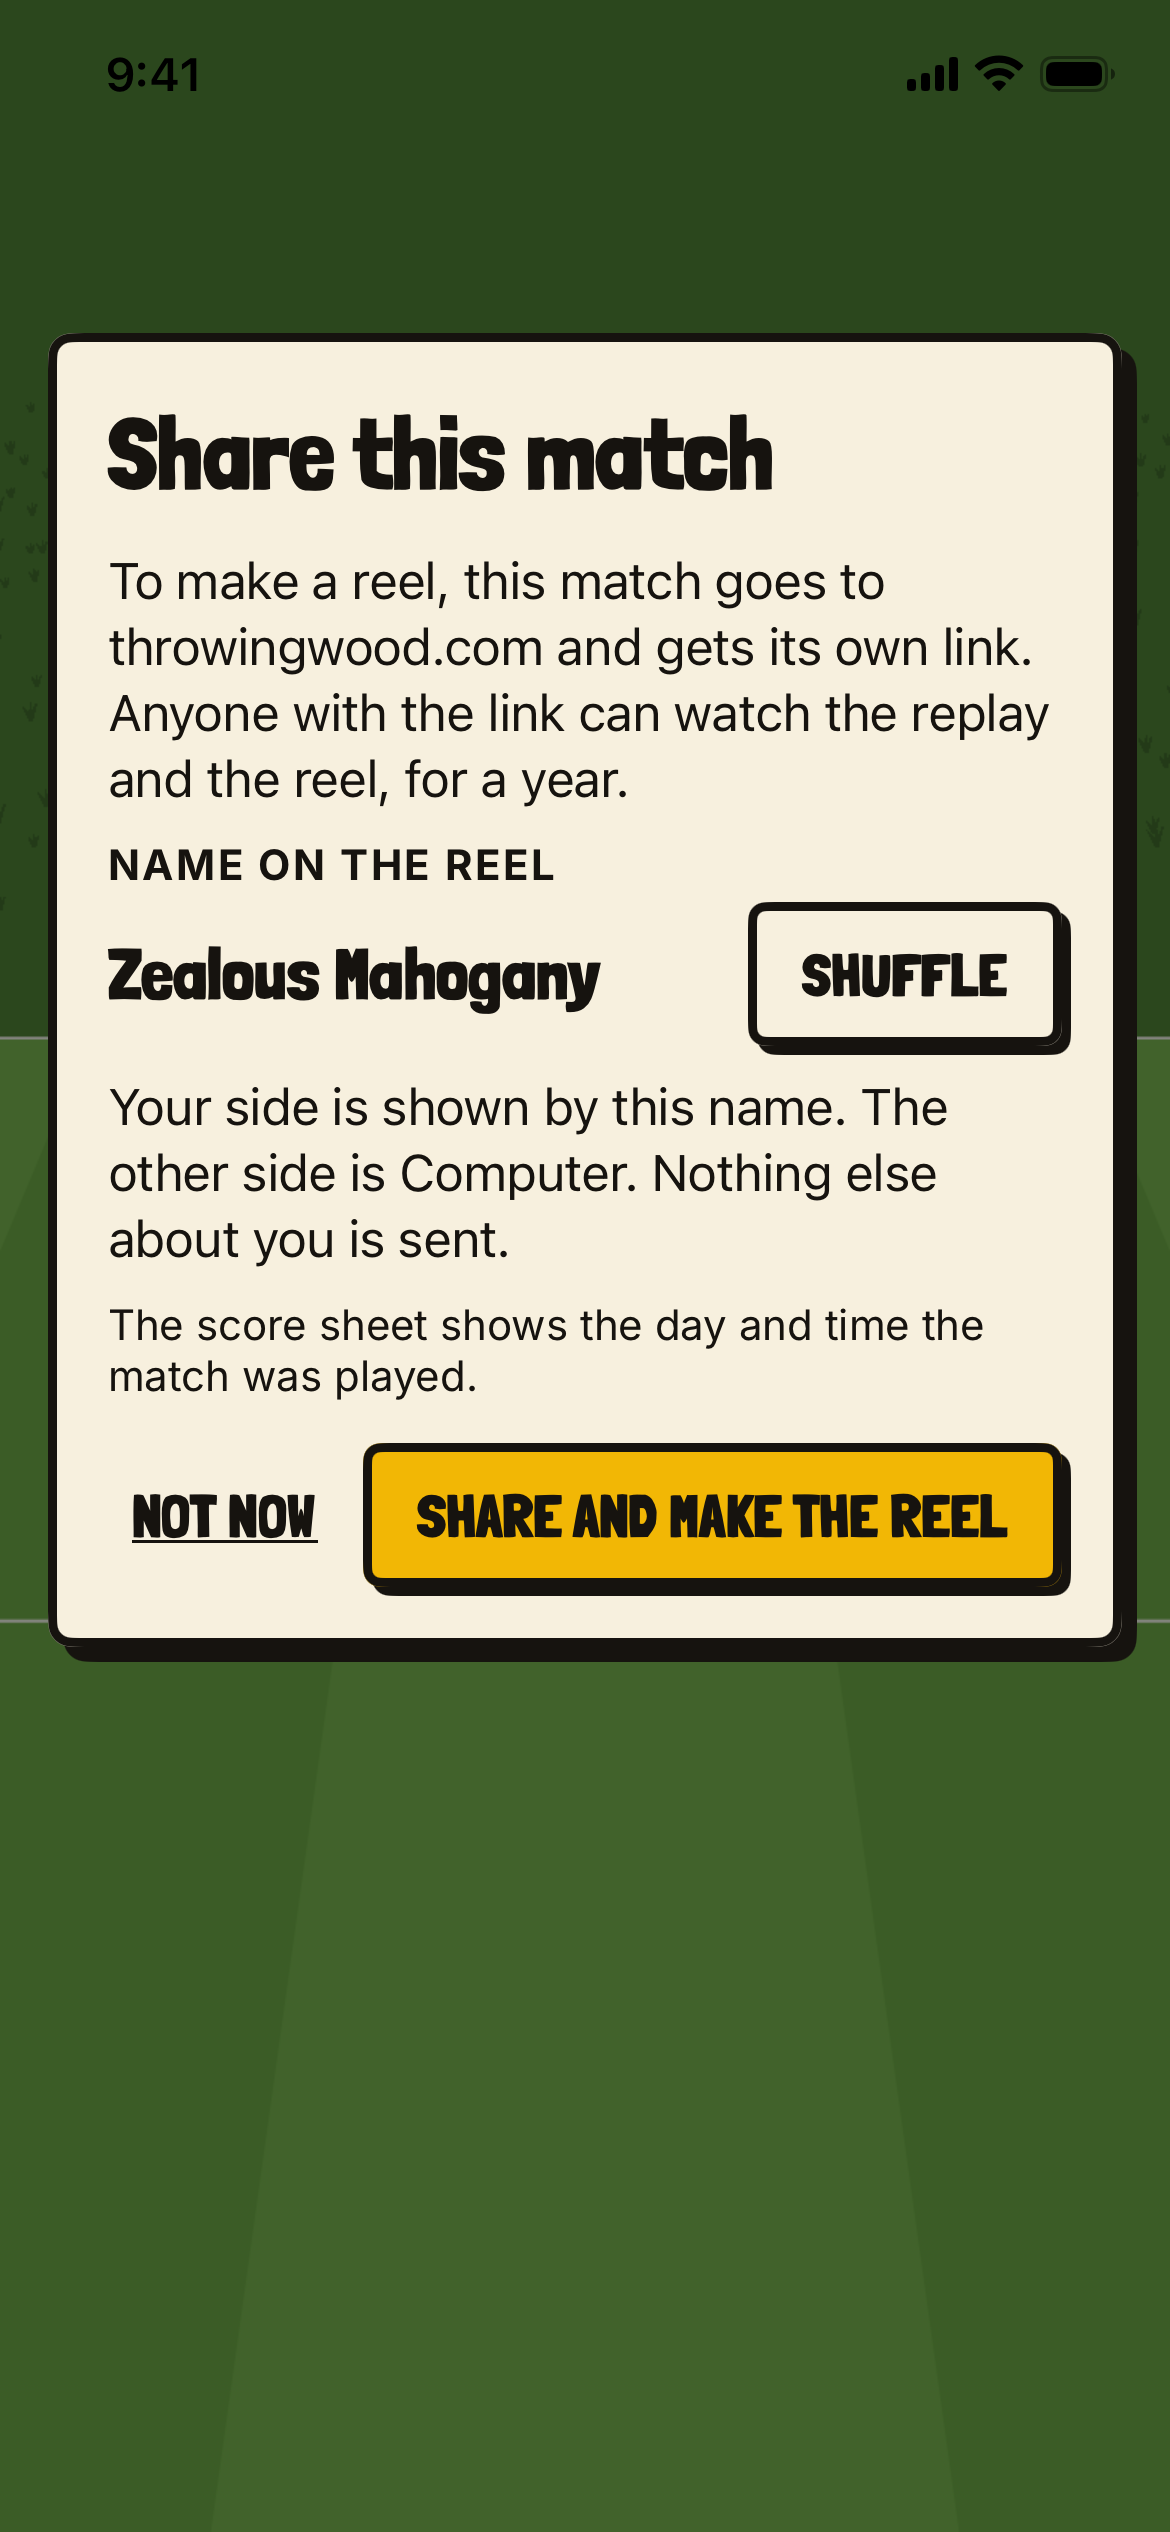 9:41
Share this match
To make a reel, this match goes to
throwingwood.com and gets its own link.
Anyone with the link can watch the replay
and the reel, for a year.
NAME ON THE REEL
Zealous Mahogany
SHUFFLE
Your side is shown by this name. The
other side is Computer. Nothing else
about you is sent.
The score sheet shows the day and time the
match was played.
NOT NOW
SHARE AND MAKE THE REEL